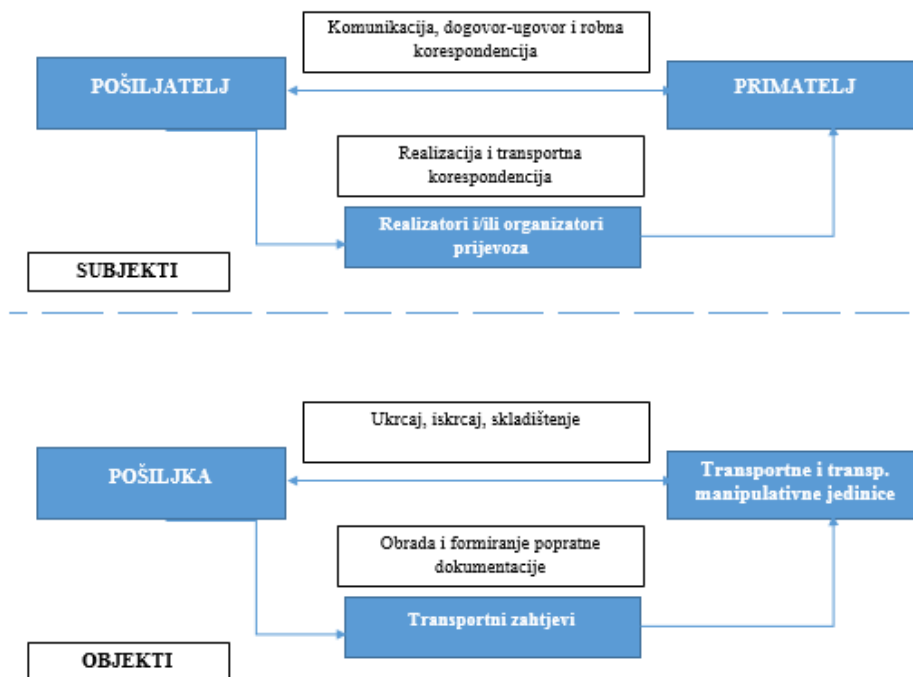 Komunikacija, dogovor-ugovor i robna
korespondencija
POŠILJATELJ
PRIMATELJ
Realizacija i transportna
korespondencija
Realizatori i/ili organizatori
prijevoza
SUBJEKTI
Ukrcaj, iskrcaj, skladištenje
POŠILJKA
Transportne i transp.
manipulativne jedinice
Obrada i formiranje popratne
dokumentacije
Transportni zahtjevi
OBJEKTI